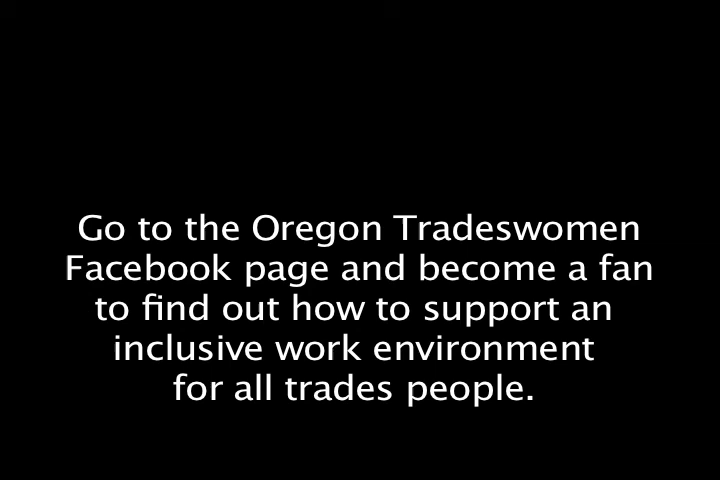 Go to the Oregon Tradeswomen
Facebook page and become a fan
to find out how to support an
inclusive work environment
for all trades people.